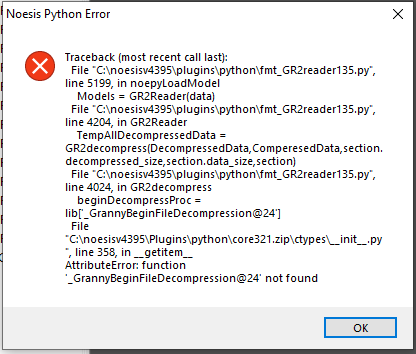 Noesis Python Error
Traceback (most recent call last):
File "C:\noesisv4395\plugins\python\fmt_GR2reader135.py",
line 5199, in noepyLoadModel
Models = GR2Reader(data)
File "C:\noesisv4395\plugins\python\fmt_GR2reader135.py",
line 4204, in GR2Reader
TempAllDecompressedData =
GR2decompress(DecompressedData,ComperesedData,section.
decompressed_size,section.data_size,section)
File "C:\noesisv4395\plugins\python\fmt_GR2reader135.py",
line 4024, in GR2decompress
beginDecompressProc =
lib['_GrannyBeginFileDecompression@24']
File
"C:\noesisv4395\Plugins\python\core321.zip\ctypes\__init__.py
", line 358, in __getitem__
AttributeError: function
'_GrannyBeginFileDecompression@24' not found
OK